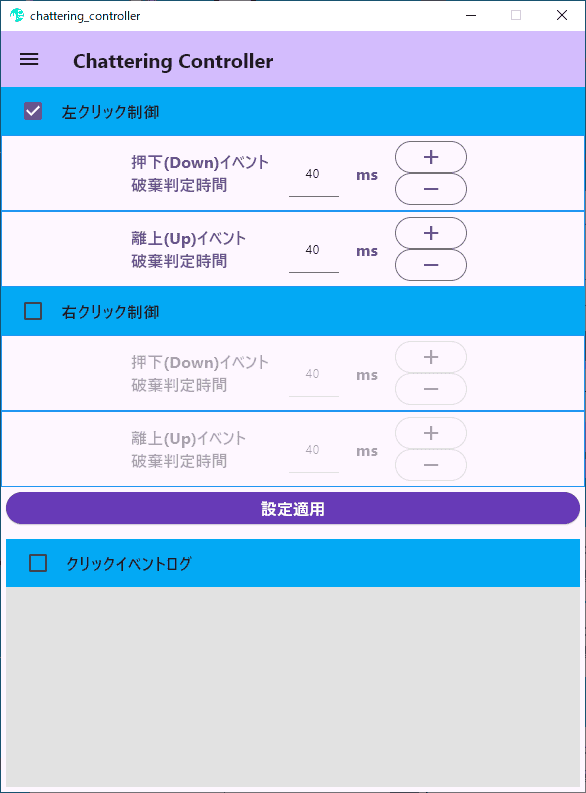 chattering_controller
Chattering Controller
左クリック制御
押下(Down)イベント
破棄判定時間
40
ms
離上(Up)イベント
破棄判定時間
40
ms
右クリック制御
押下(Down)イベント
破棄判定時間
40
ms
離上(Up)イベント
破棄判定時間
40
ms
設定適用
クリックイベントログ